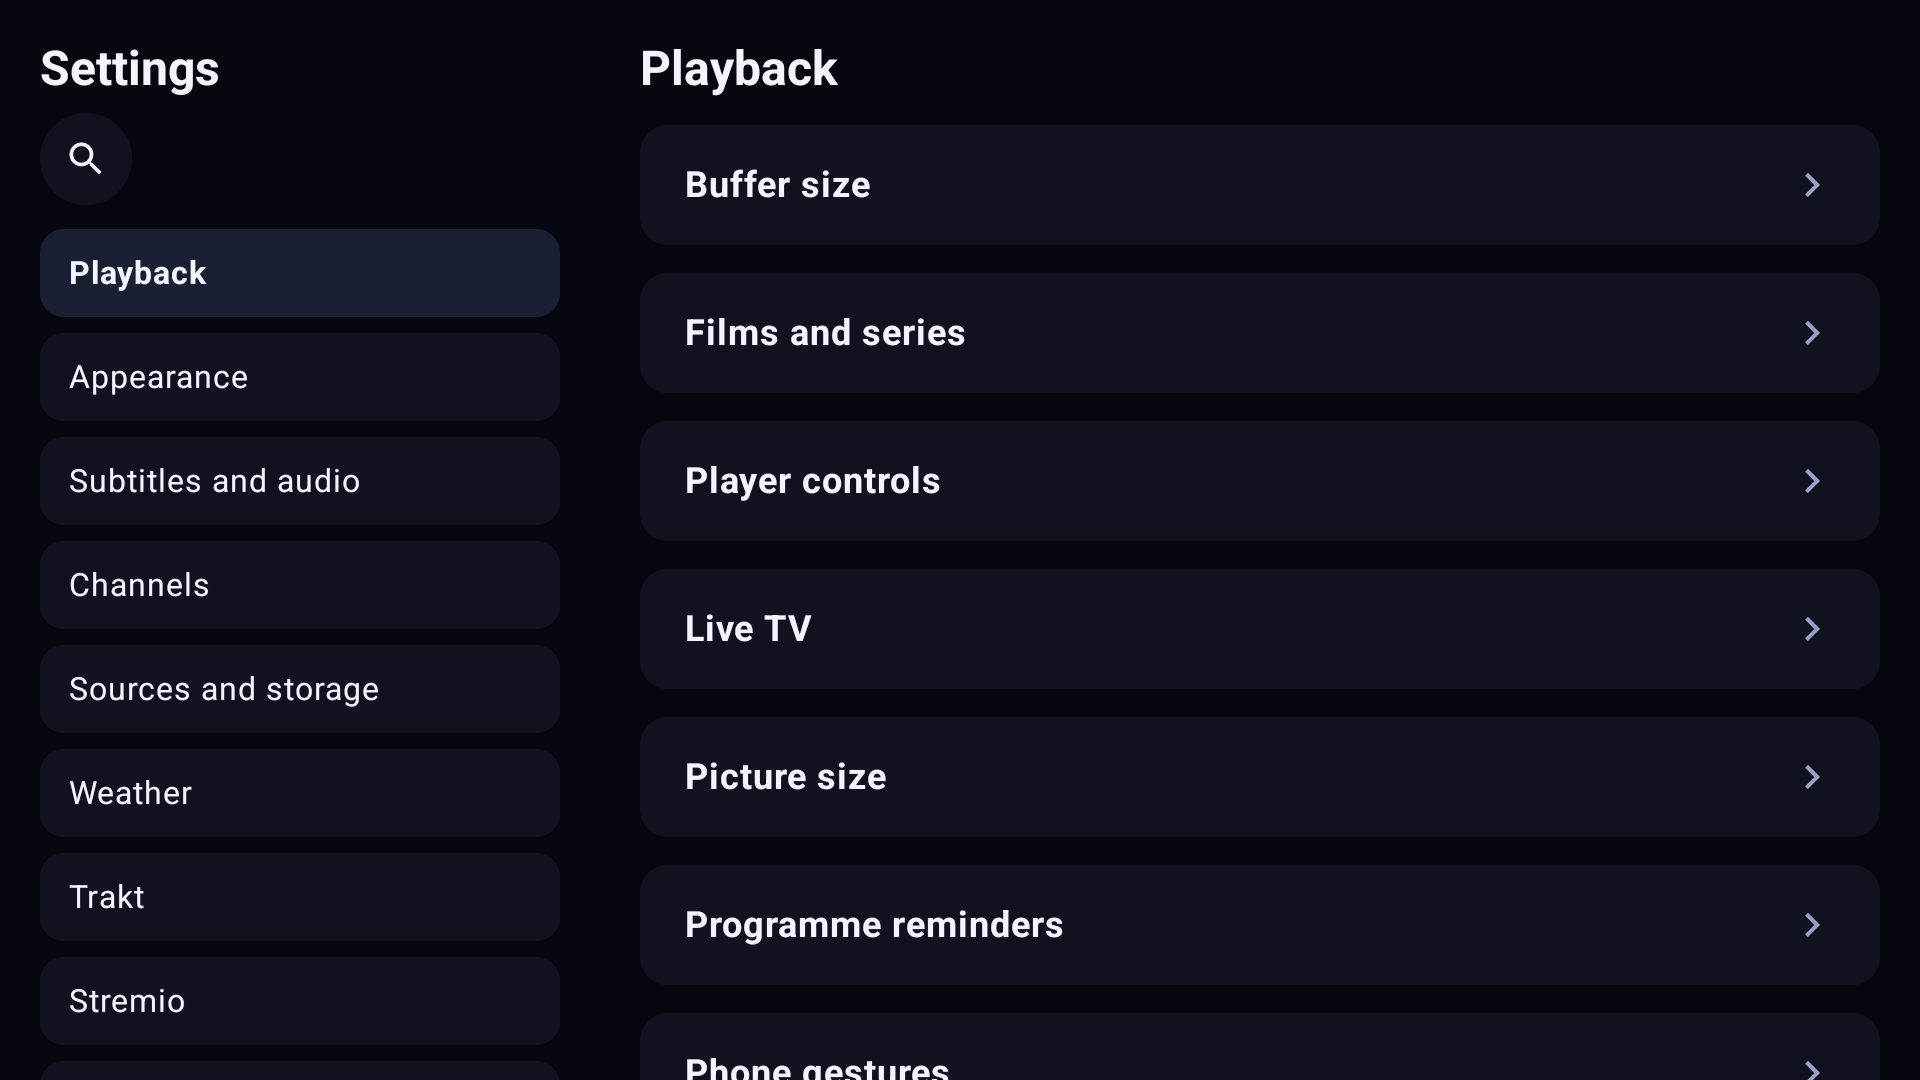 Settings
Playback
Appearance
Subtitles and audio
Channels
Sources and storage
Weather
Trakt
Stremio
Playback
Buffer size
Films and series
Player controls
Live TV
Picture size
Programme reminders
Phone gestures